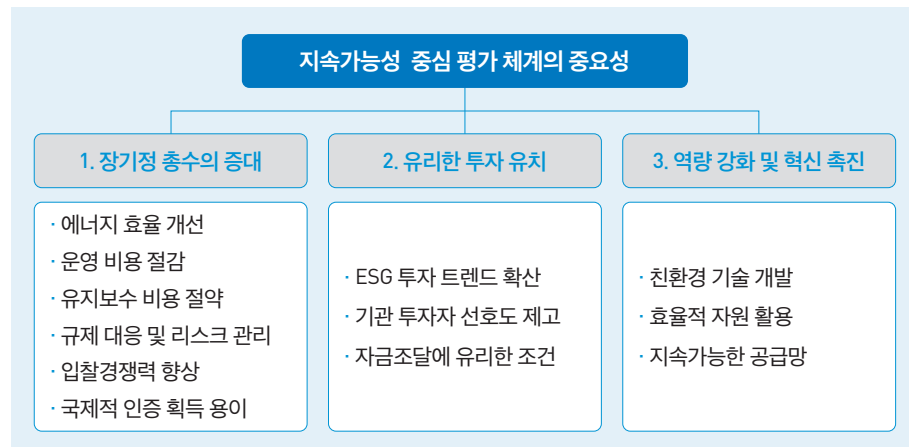 지속가능성 중심 평가 체계의 중요성
1. 장기정 총수의 증대
2. 유리한 투자 유치
3. 역량 강화 및 혁신 촉진
· 에너지 효율 개선
· 운영 비용 절감
· 유지보수 비용 절약
· 규제 대응 및 리스크 관리
· 입찰경쟁력 향상
· 국제적 인증 획득 용이
· ESG 투자 트렌드 확산
· 기관 투자자 선호도 제고
· 자금조달에 유리한 조건
· 친환경 기술 개발
· 효율적 자원 활용
· 지속가능한 공급망